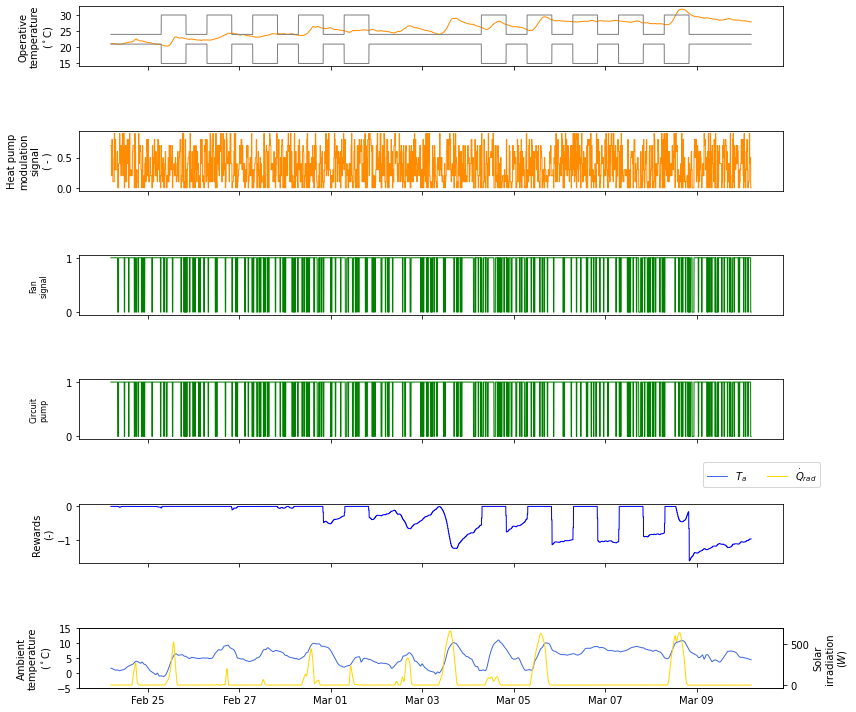 Operative
temperature
(°C)
30
25
20
15
Heat pump
modulation
signal
( - )
0.5
0.0
Fan
signal
1
0
Circuit
pump
1
0
T_a
Q̇_rad
Rewards
(-)
0
−1
Ambient
temperature
(°C)
15
10
5
0
−5
500
0
Solar
irradiation
(W)
Feb 25
Feb 27
Mar 01
Mar 03
Mar 05
Mar 07
Mar 09